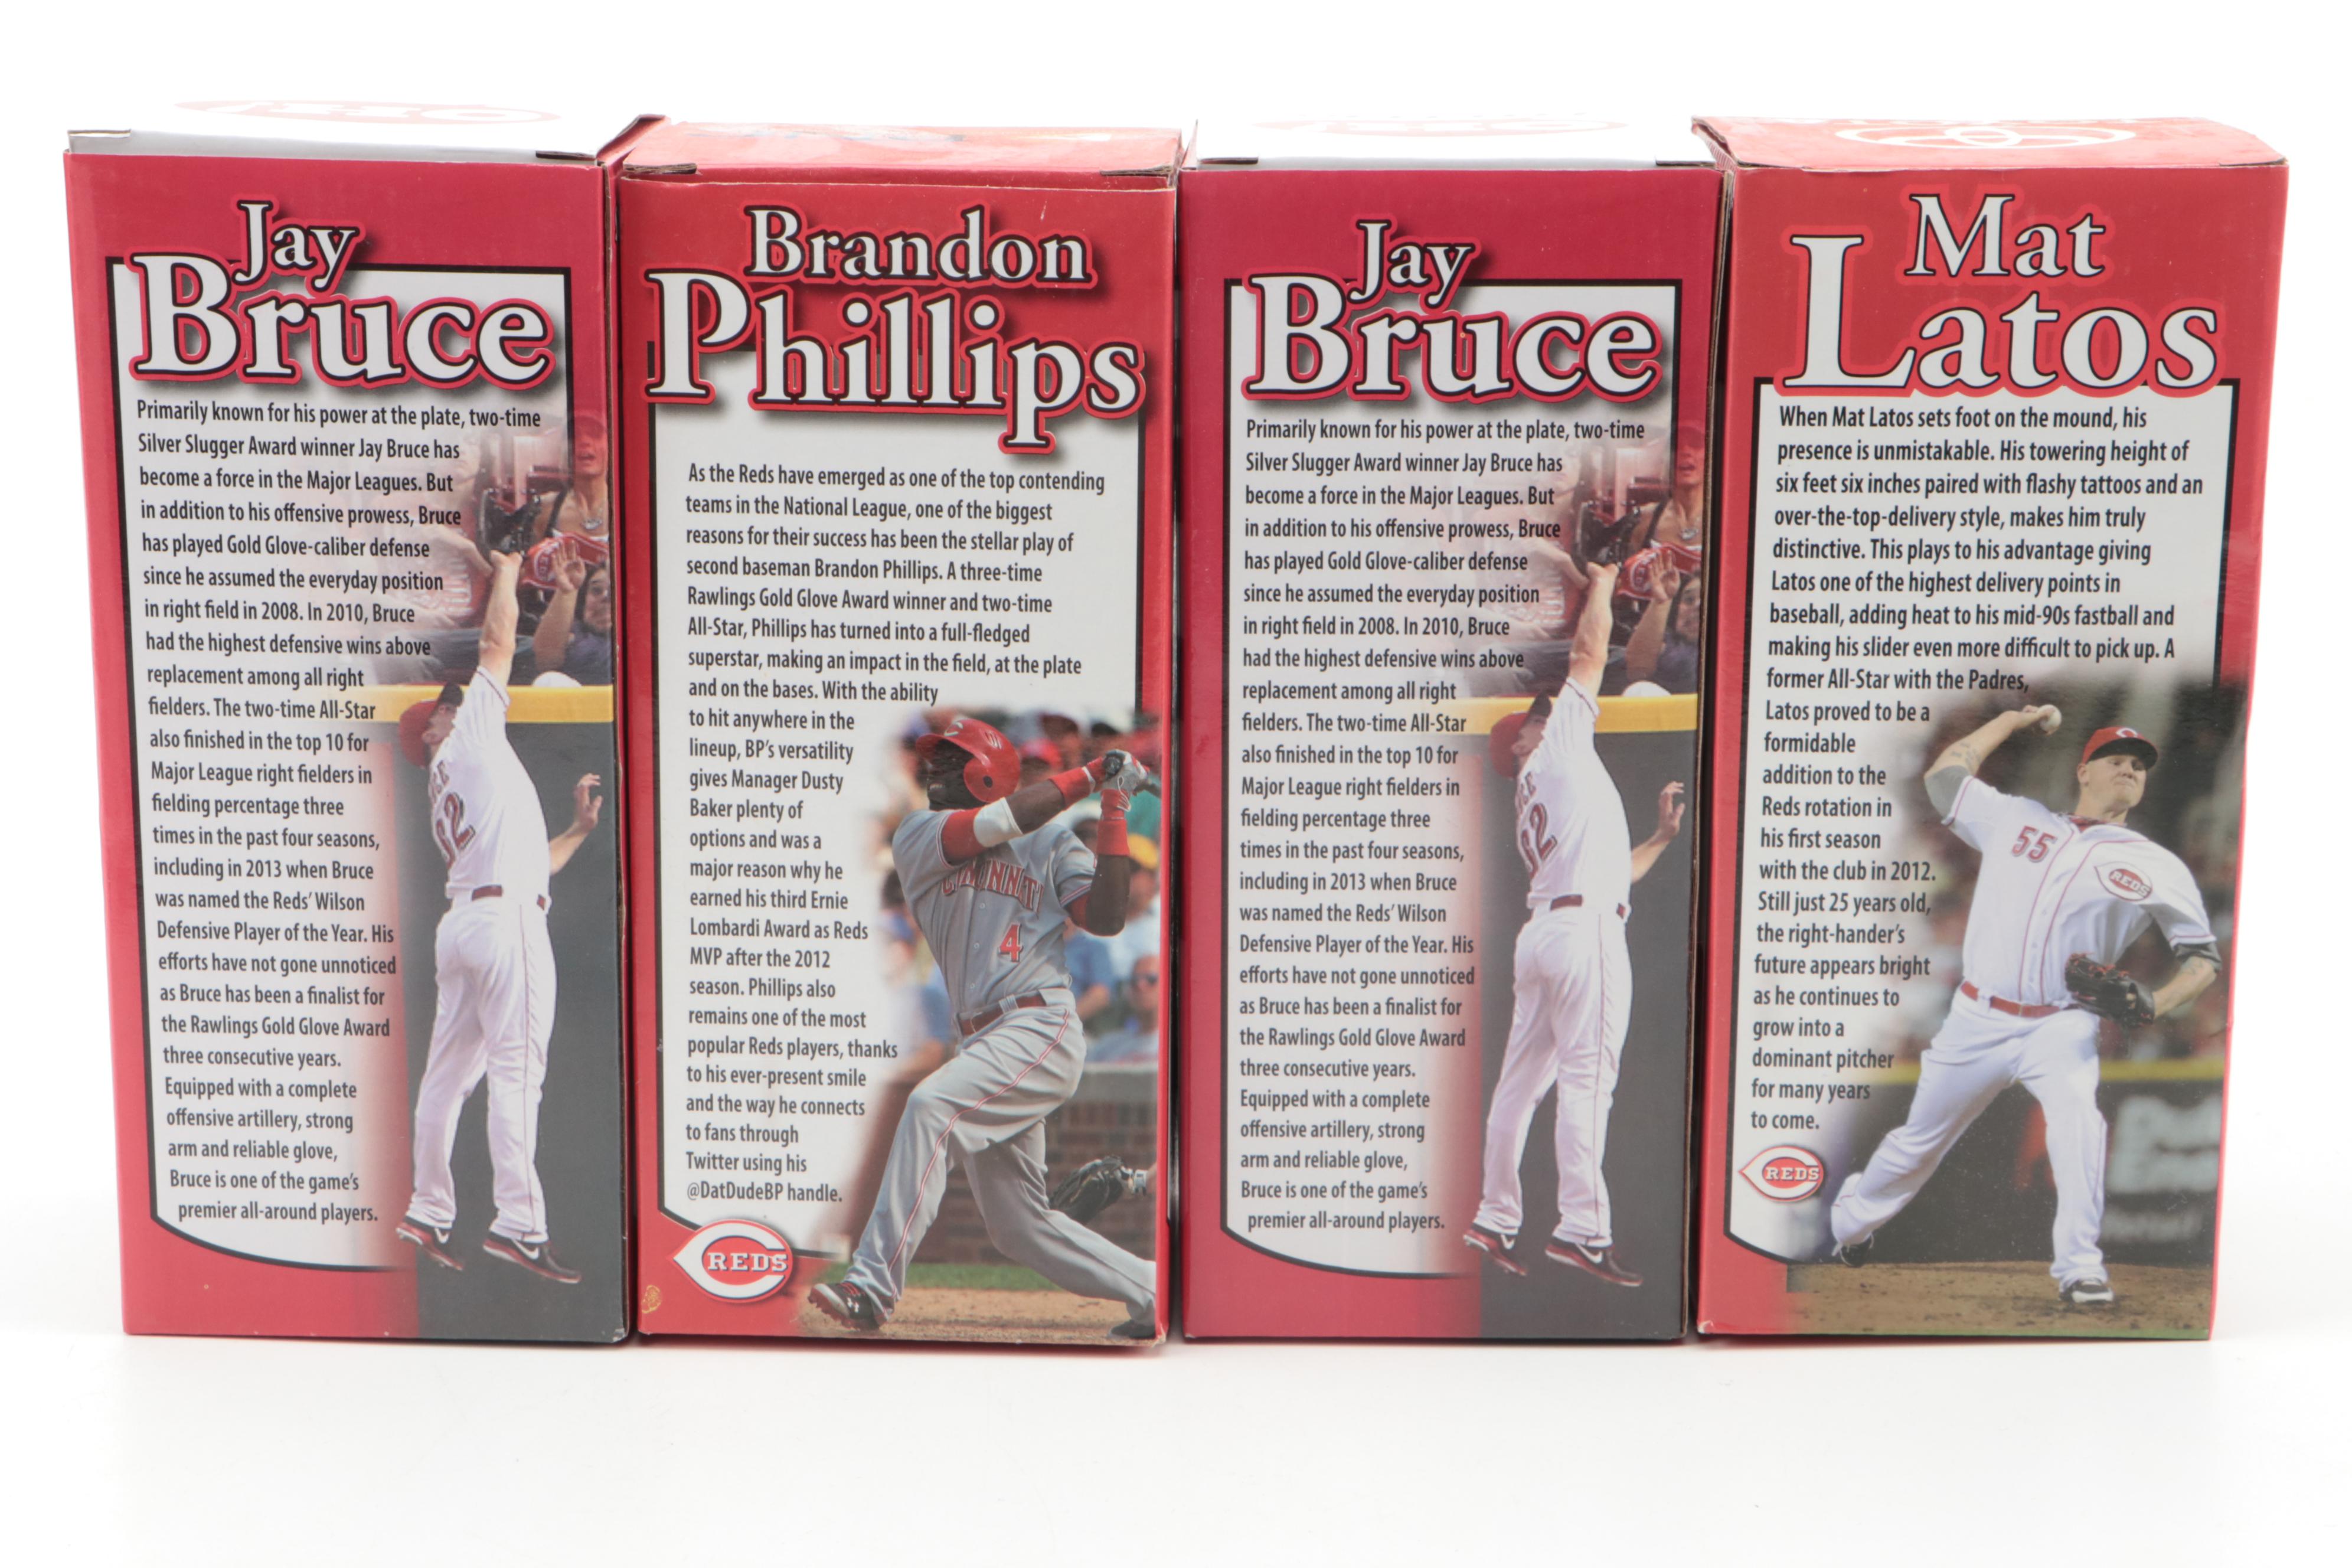 Jay
Bruce
Primarily known for his power at the plate, two-time
Silver Slugger Award winner Jay Bruce has
become a force in the Major Leagues. But
in addition to his offensive prowess, Bruce
has played Gold Glove-caliber defense
since he assumed the everyday position
in right field in 2008. In 2010, Bruce
had the highest defensive wins above
replacement among all right
fielders. The two-time All-Star
also finished in the top 10 for
Major League right fielders in
fielding percentage three
times in the past four seasons,
including in 2013 when Bruce
was named the Reds' Wilson
Defensive Player of the Year. His
efforts have not gone unnoticed
as Bruce has been a finalist for
the Rawlings Gold Glove Award
three consecutive years.
Equipped with a complete
offensive artillery, strong
arm and reliable glove,
Bruce is one of the game's
premier all-around players.
Brandon
Phillips
As the Reds have emerged as one of the top contending
teams in the National League, one of the biggest
reasons for their success has been the stellar play of
second baseman Brandon Phillips. A three-time
Rawlings Gold Glove Award winner and two-time
All-Star, Phillips has turned into a full-fledged
superstar, making an impact in the field, at the plate
and on the bases. With the ability
to hit anywhere in the
lineup, BP's versatility
gives Manager Dusty
Baker plenty of
options and was a
major reason why he
earned his third Ernie
Lombardi Award as Reds
MVP after the 2012
season. Phillips also
remains one of the most
popular Reds players, thanks
to his ever-present smile
and the way he connects
to fans through
Twitter using his
@DatDudeBP handle.
CINCINNATI
4
REDS
Jay
Bruce
Primarily known for his power at the plate, two-time
Silver Slugger Award winner Jay Bruce has
become a force in the Major Leagues. But
in addition to his offensive prowess, Bruce
has played Gold Glove-caliber defense
since he assumed the everyday position
in right field in 2008. In 2010, Bruce
had the highest defensive wins above
replacement among all right
fielders. The two-time All-Star
also finished in the top 10 for
Major League right fielders in
fielding percentage three
times in the past four seasons,
including in 2013 when Bruce
was named the Reds' Wilson
Defensive Player of the Year. His
efforts have not gone unnoticed
as Bruce has been a finalist for
the Rawlings Gold Glove Award
three consecutive years.
Equipped with a complete
offensive artillery, strong
arm and reliable glove,
Bruce is one of the game's
premier all-around players.
Mat
Latos
When Mat Latos sets foot on the mound, his
presence is unmistakable. His towering height of
six feet six inches paired with flashy tattoos and an
over-the-top-delivery style, makes him truly
distinctive. This plays to his advantage giving
Latos one of the highest delivery points in
baseball, adding heat to his mid-90s fastball and
making his slider even more difficult to pick up. A
former All-Star with the Padres,
Latos proved to be a
formidable
addition to the
Reds rotation in
his first season
with the club in 2012.
Still just 25 years old,
the right-hander's
future appears bright
as he continues to
grow into a
dominant pitcher
for many years
to come.
55
REDS
REDS